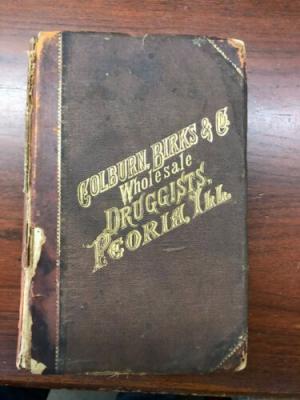 COLBURN, BIRKS & Co.
Wholesale
DRUGGISTS,
PEORIA, ILL.